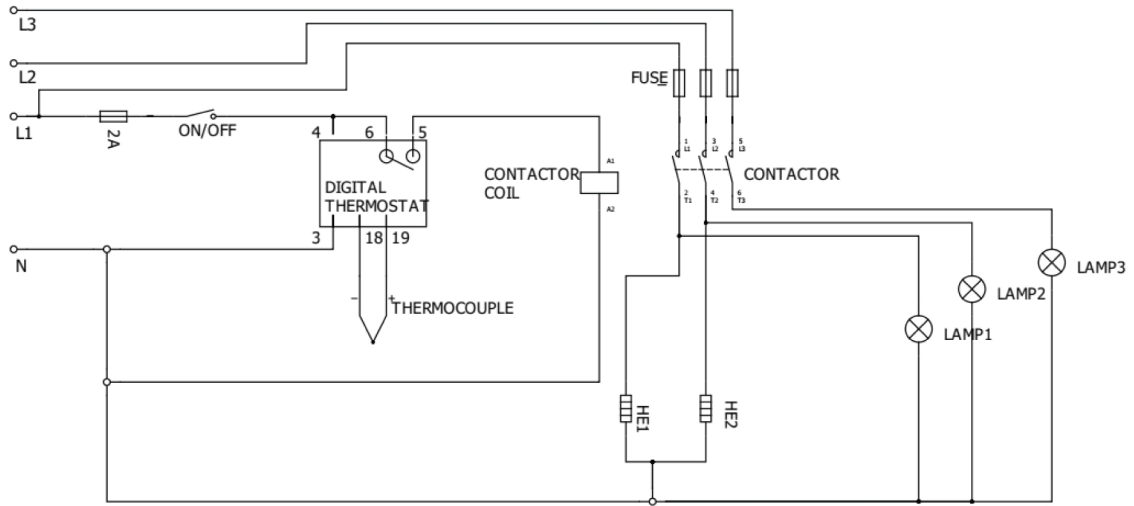 L3
L2
L1
2A
ON/OFF
4
6
5
DIGITAL
THERMOSTAT
3
18
19
N
-
+
THERMOCOUPLE
CONTACTOR
COIL
A1
A2
FUSE
1
L1
3
L2
5
L3
CONTACTOR
2
T1
4
T2
6
T3
HE1
HE2
LAMP1
LAMP2
LAMP3